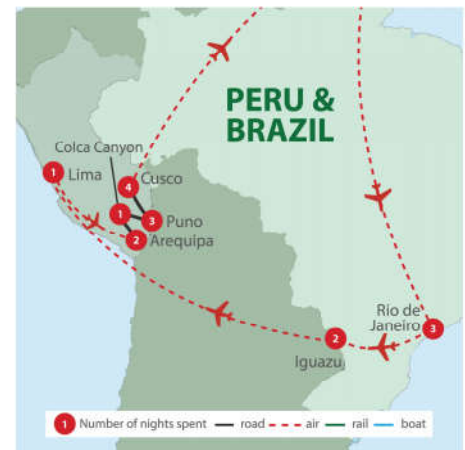 PERU &
BRAZIL
Colca Canyon
1 Lima
4 Cusco
1
3 Puno
2 Arequipa
Río de
Janeiro 3
2
Iguazu
1 Number of nights spent road air rail boat